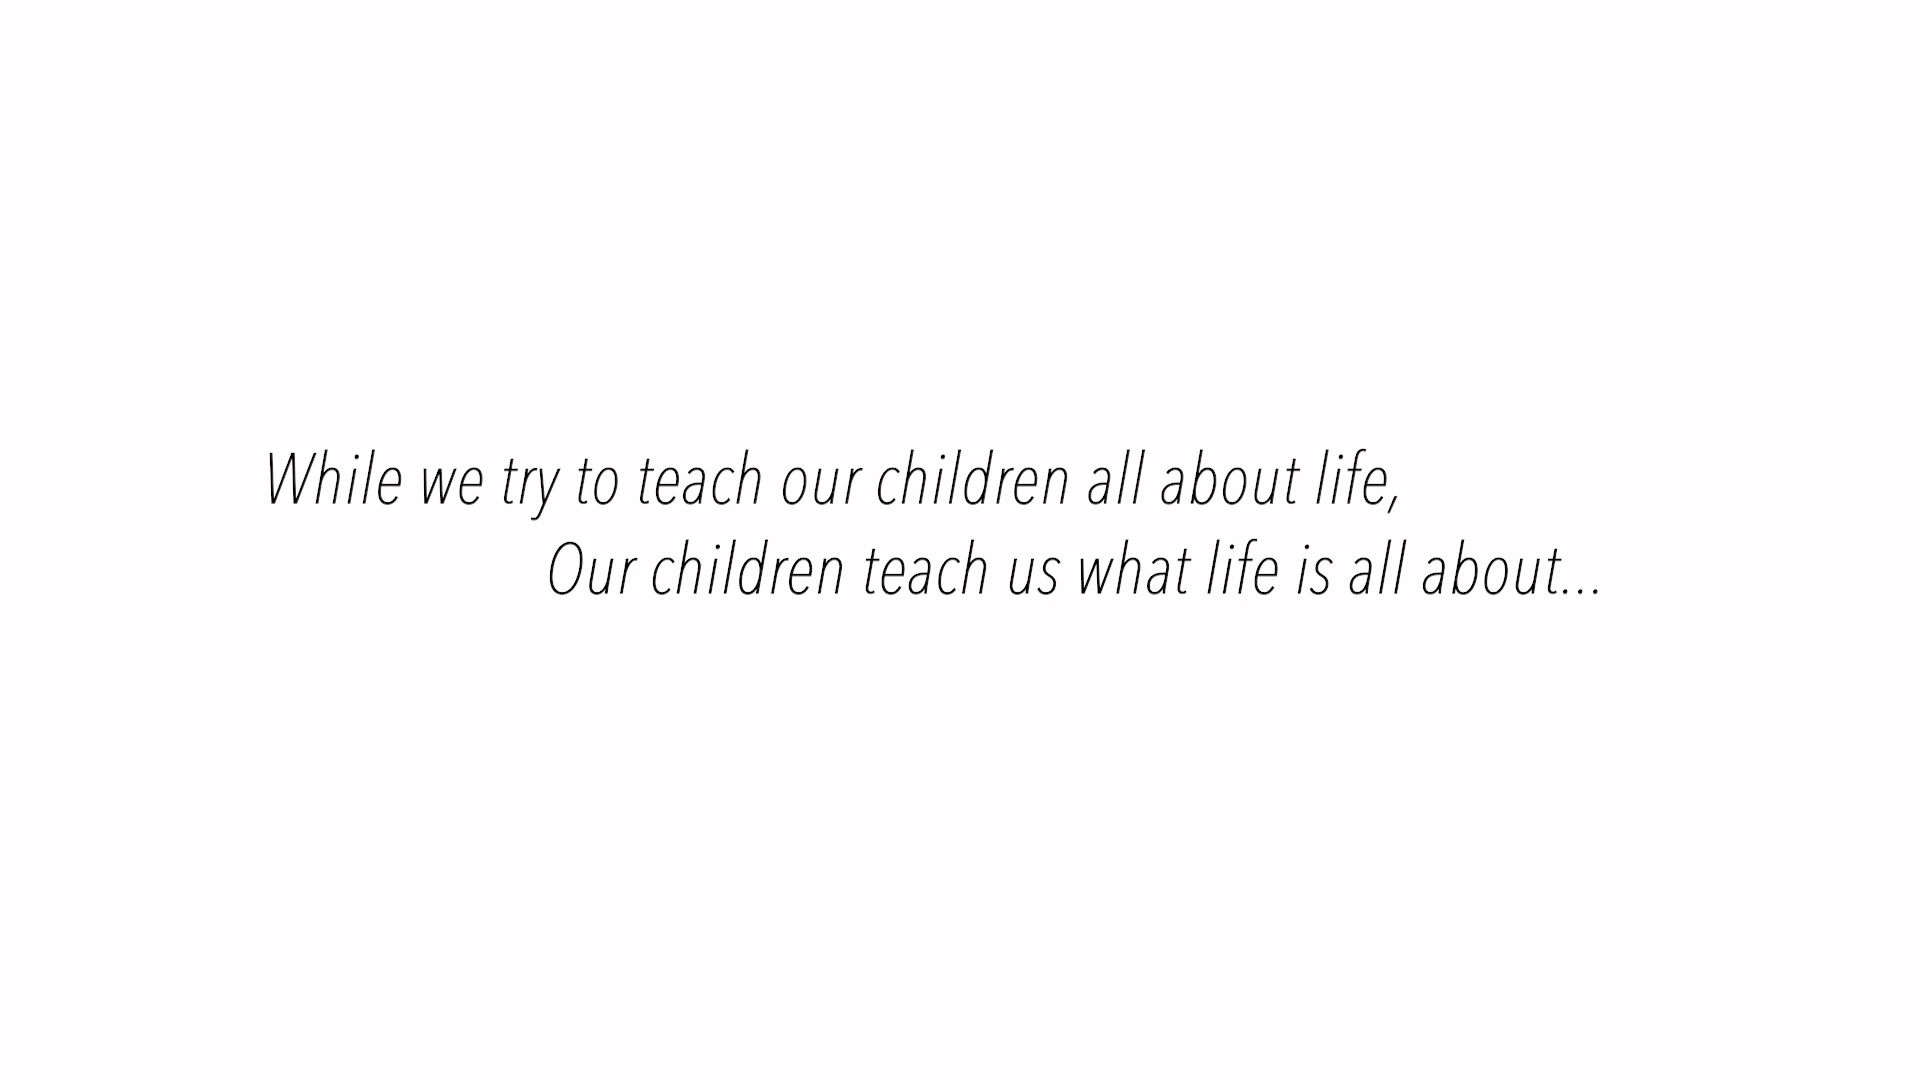 While we try to teach our children all about life,
Our children teach us what life is all about...